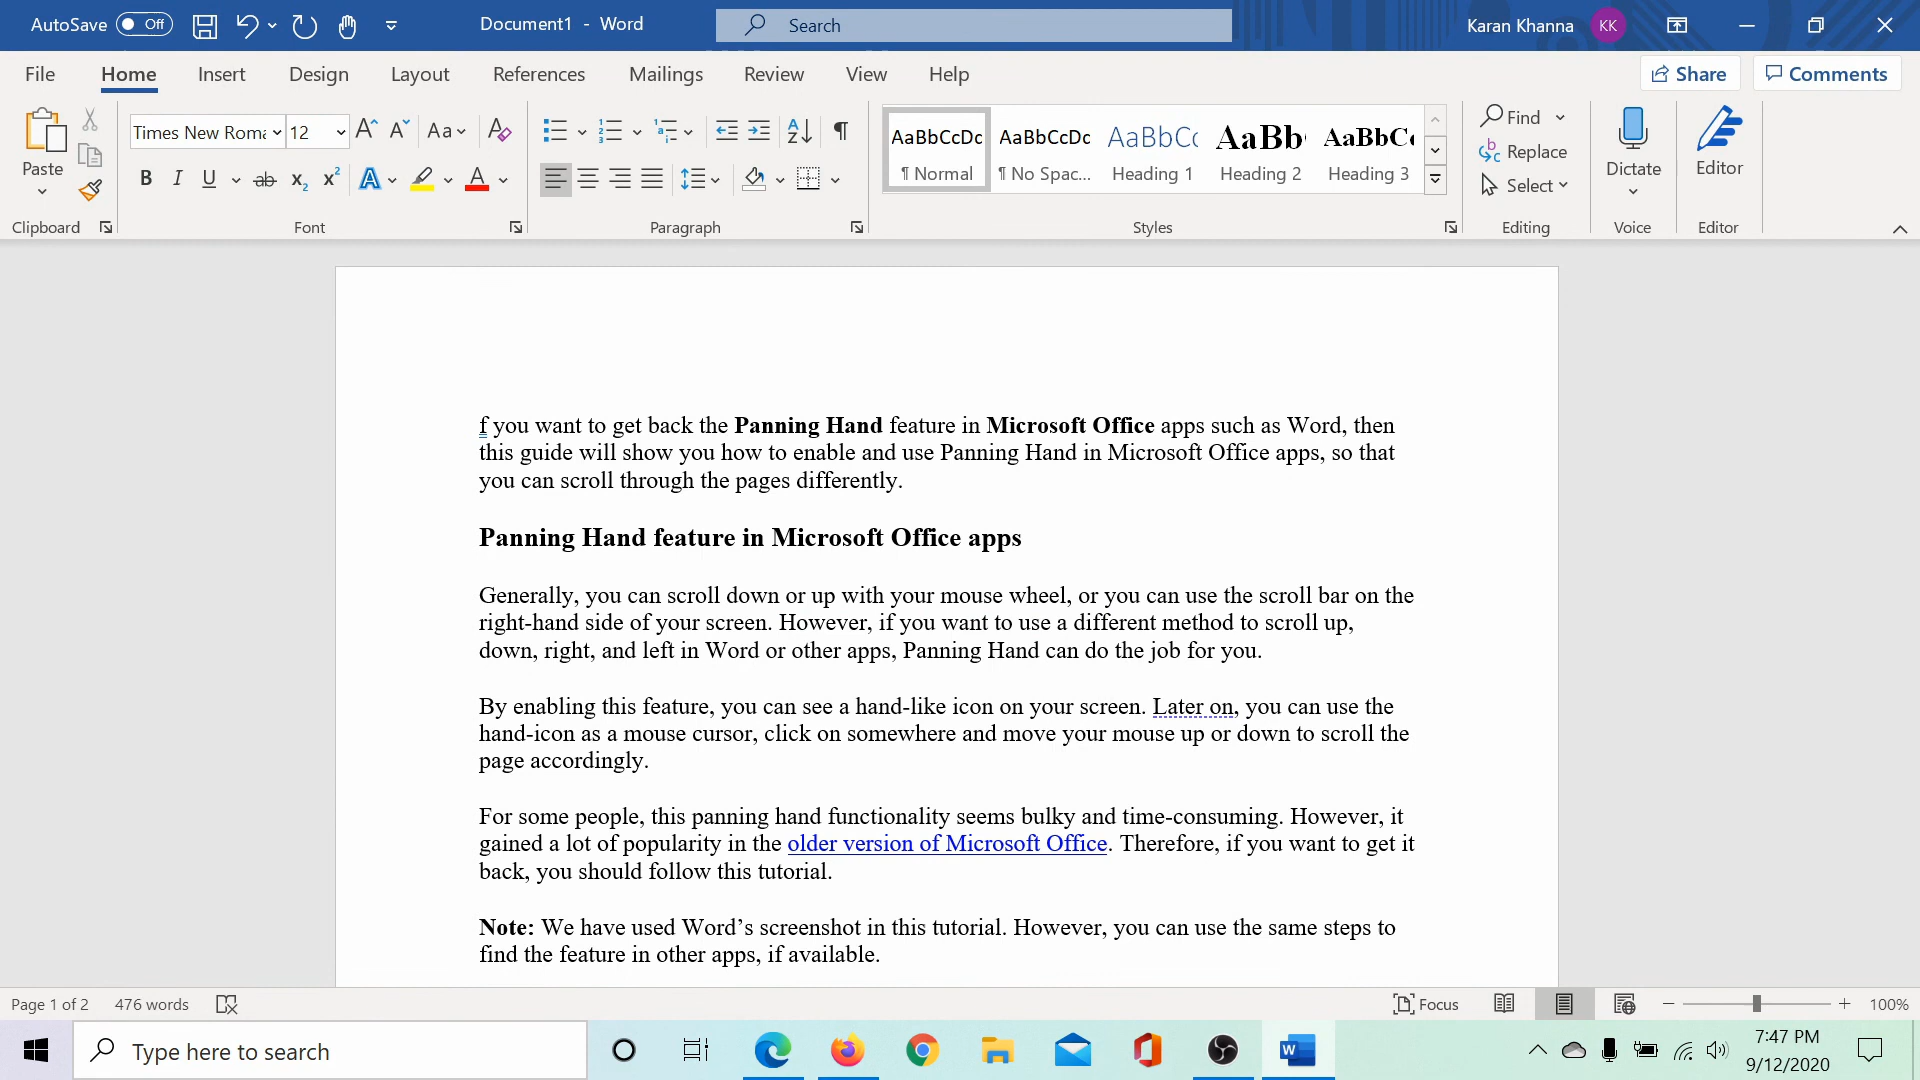 AutoSave Off Document1 - Word Search Karan Khanna KK
File Home Insert Design Layout References Mailings Review View Help Share Comments
Paste Times New Roma 12 Aa AaBbCcDc AaBbCcDc AaBbCc AaBb AaBbC Find Replace Select Dictate Editor
B I U ab x₂ x² A A ¶ Normal ¶ No Spac... Heading 1 Heading 2 Heading 3
Clipboard Font Paragraph Styles Editing Voice Editor
f you want to get back the Panning Hand feature in Microsoft Office apps such as Word, then
this guide will show you how to enable and use Panning Hand in Microsoft Office apps, so that
you can scroll through the pages differently.
Panning Hand feature in Microsoft Office apps
Generally, you can scroll down or up with your mouse wheel, or you can use the scroll bar on the
right-hand side of your screen. However, if you want to use a different method to scroll up,
down, right, and left in Word or other apps, Panning Hand can do the job for you.
By enabling this feature, you can see a hand-like icon on your screen. Later on, you can use the
hand-icon as a mouse cursor, click on somewhere and move your mouse up or down to scroll the
page accordingly.
For some people, this panning hand functionality seems bulky and time-consuming. However, it
gained a lot of popularity in the older version of Microsoft Office. Therefore, if you want to get it
back, you should follow this tutorial.
Note: We have used Word’s screenshot in this tutorial. However, you can use the same steps to
find the feature in other apps, if available.
Page 1 of 2 476 words Focus 100%
Type here to search 7:47 PM
9/12/2020